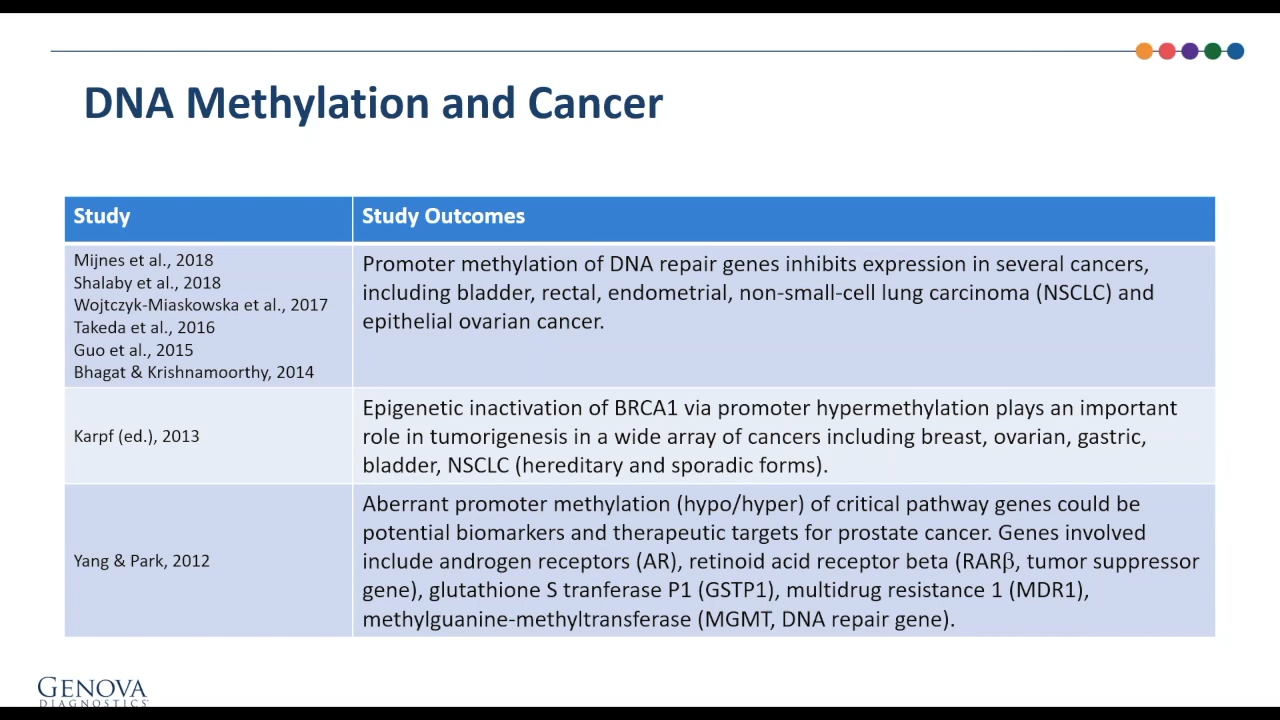 DNA Methylation and Cancer
Study
Study Outcomes
Mijnes et al., 2018
Shalaby et al., 2018
Wojtczyk-Miaskowska et al., 2017
Takeda et al., 2016
Guo et al., 2015
Bhagat & Krishnamoorthy, 2014
Promoter methylation of DNA repair genes inhibits expression in several cancers,
including bladder, rectal, endometrial, non-small-cell lung carcinoma (NSCLC) and
epithelial ovarian cancer.
Karpf (ed.), 2013
Epigenetic inactivation of BRCA1 via promoter hypermethylation plays an important
role in tumorigenesis in a wide array of cancers including breast, ovarian, gastric,
bladder, NSCLC (hereditary and sporadic forms).
Yang & Park, 2012
Aberrant promoter methylation (hypo/hyper) of critical pathway genes could be
potential biomarkers and therapeutic targets for prostate cancer. Genes involved
include androgen receptors (AR), retinoid acid receptor beta (RARβ, tumor suppressor
gene), glutathione S tranferase P1 (GSTP1), multidrug resistance 1 (MDR1),
methylguanine-methyltransferase (MGMT, DNA repair gene).
GENOVA
DIAGNOSTICS